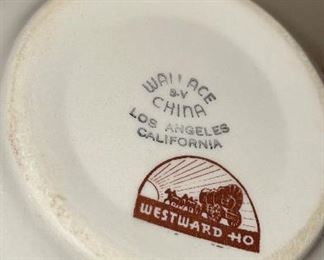 WALLACE
B-Y
CHINA
LOS ANGELES
CALIFORNIA
WESTWARD HO